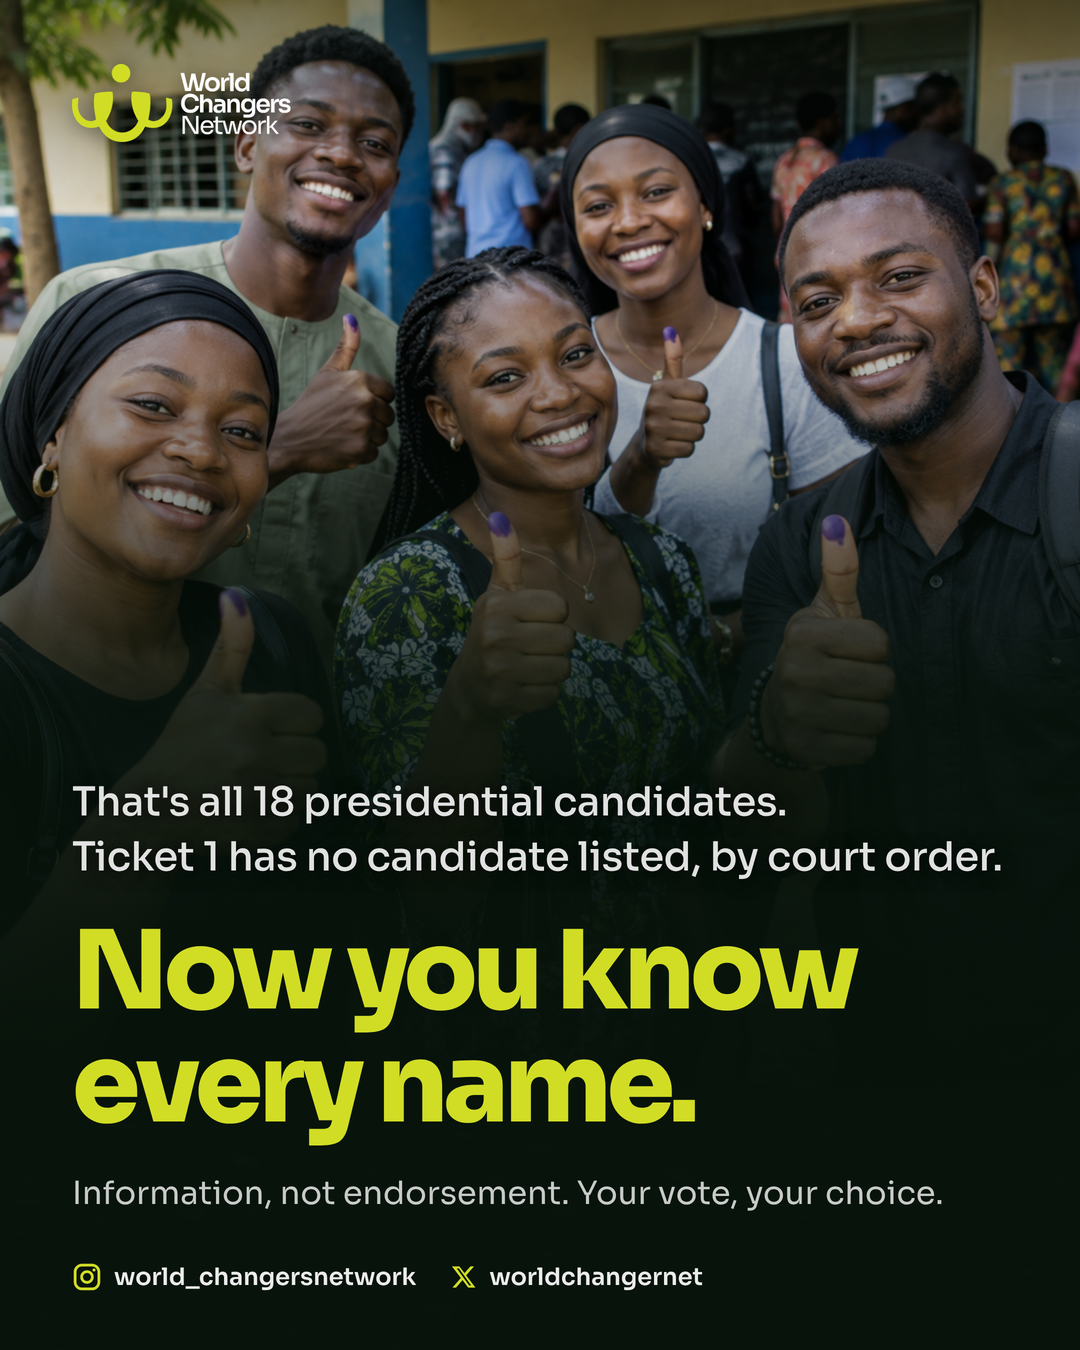 World
Changers
Network
That's all 18 presidential candidates.
Ticket 1 has no candidate listed, by court order.
Now you know
every name.
Information, not endorsement. Your vote, your choice.
world_changersnetwork
worldchangernet